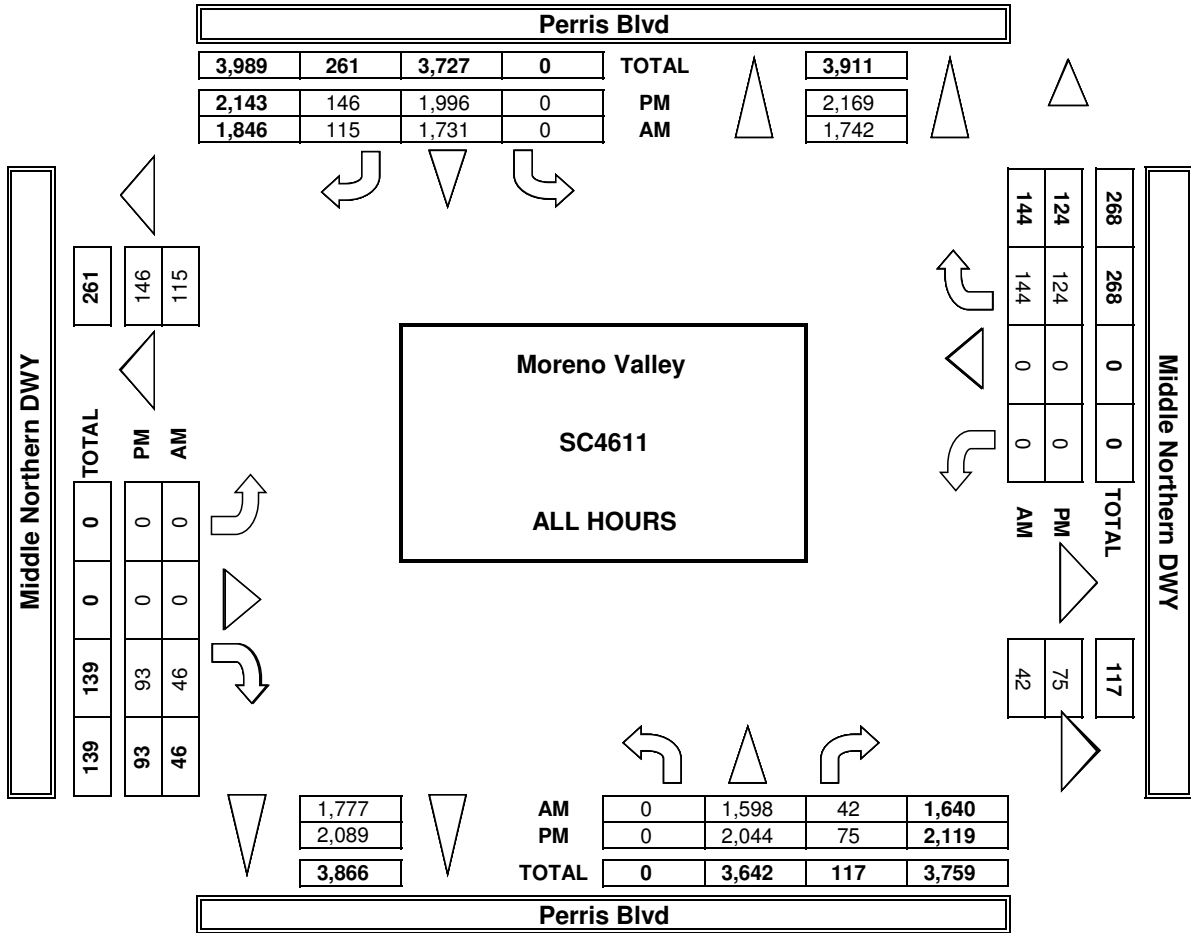 Perris Blvd
3,989 261 3,727 0 TOTAL 3,911
2,143 146 1,996 0 PM 2,169
1,846 115 1,731 0 AM 1,742
Middle Northern DWY
261 146 115
TOTAL PM AM
0 0 0
0 0 0
139 93 46
139 93 46
Moreno Valley
SC4611
ALL HOURS
144 124 268
144 124 268
0 0 0
0 0 0
AM PM TOTAL
42 75 117
Middle Northern DWY
1,777 AM 0 1,598 42 1,640
2,089 PM 0 2,044 75 2,119
3,866 TOTAL 0 3,642 117 3,759
Perris Blvd